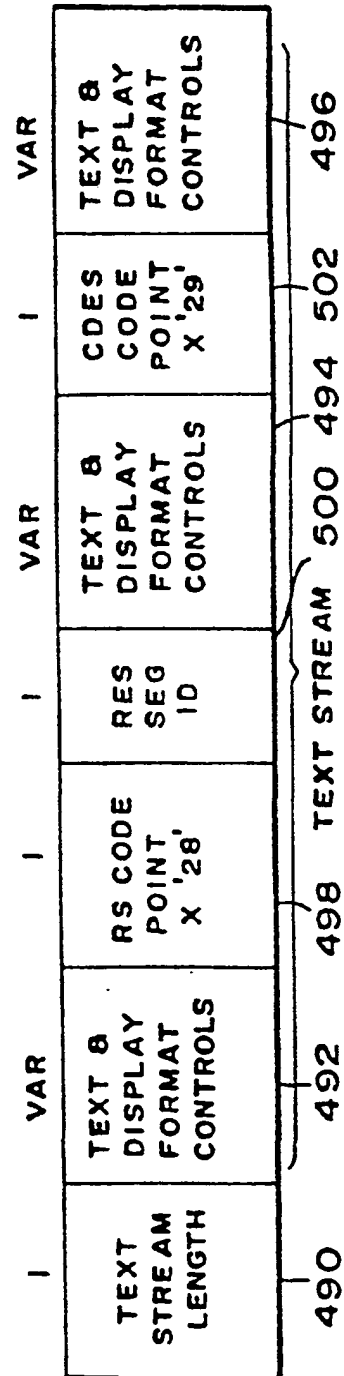 1 VAR 1 1 VAR 1 VAR
TEXT
STREAM
LENGTH
TEXT &
DISPLAY
FORMAT
CONTROLS
RS CODE
POINT
X '28'
RES
SEG
ID
TEXT &
DISPLAY
FORMAT
CONTROLS
CDES
CODE
POINT
X '29'
TEXT &
DISPLAY
FORMAT
CONTROLS
490 492 498 500 494 502 496
TEXT STREAM